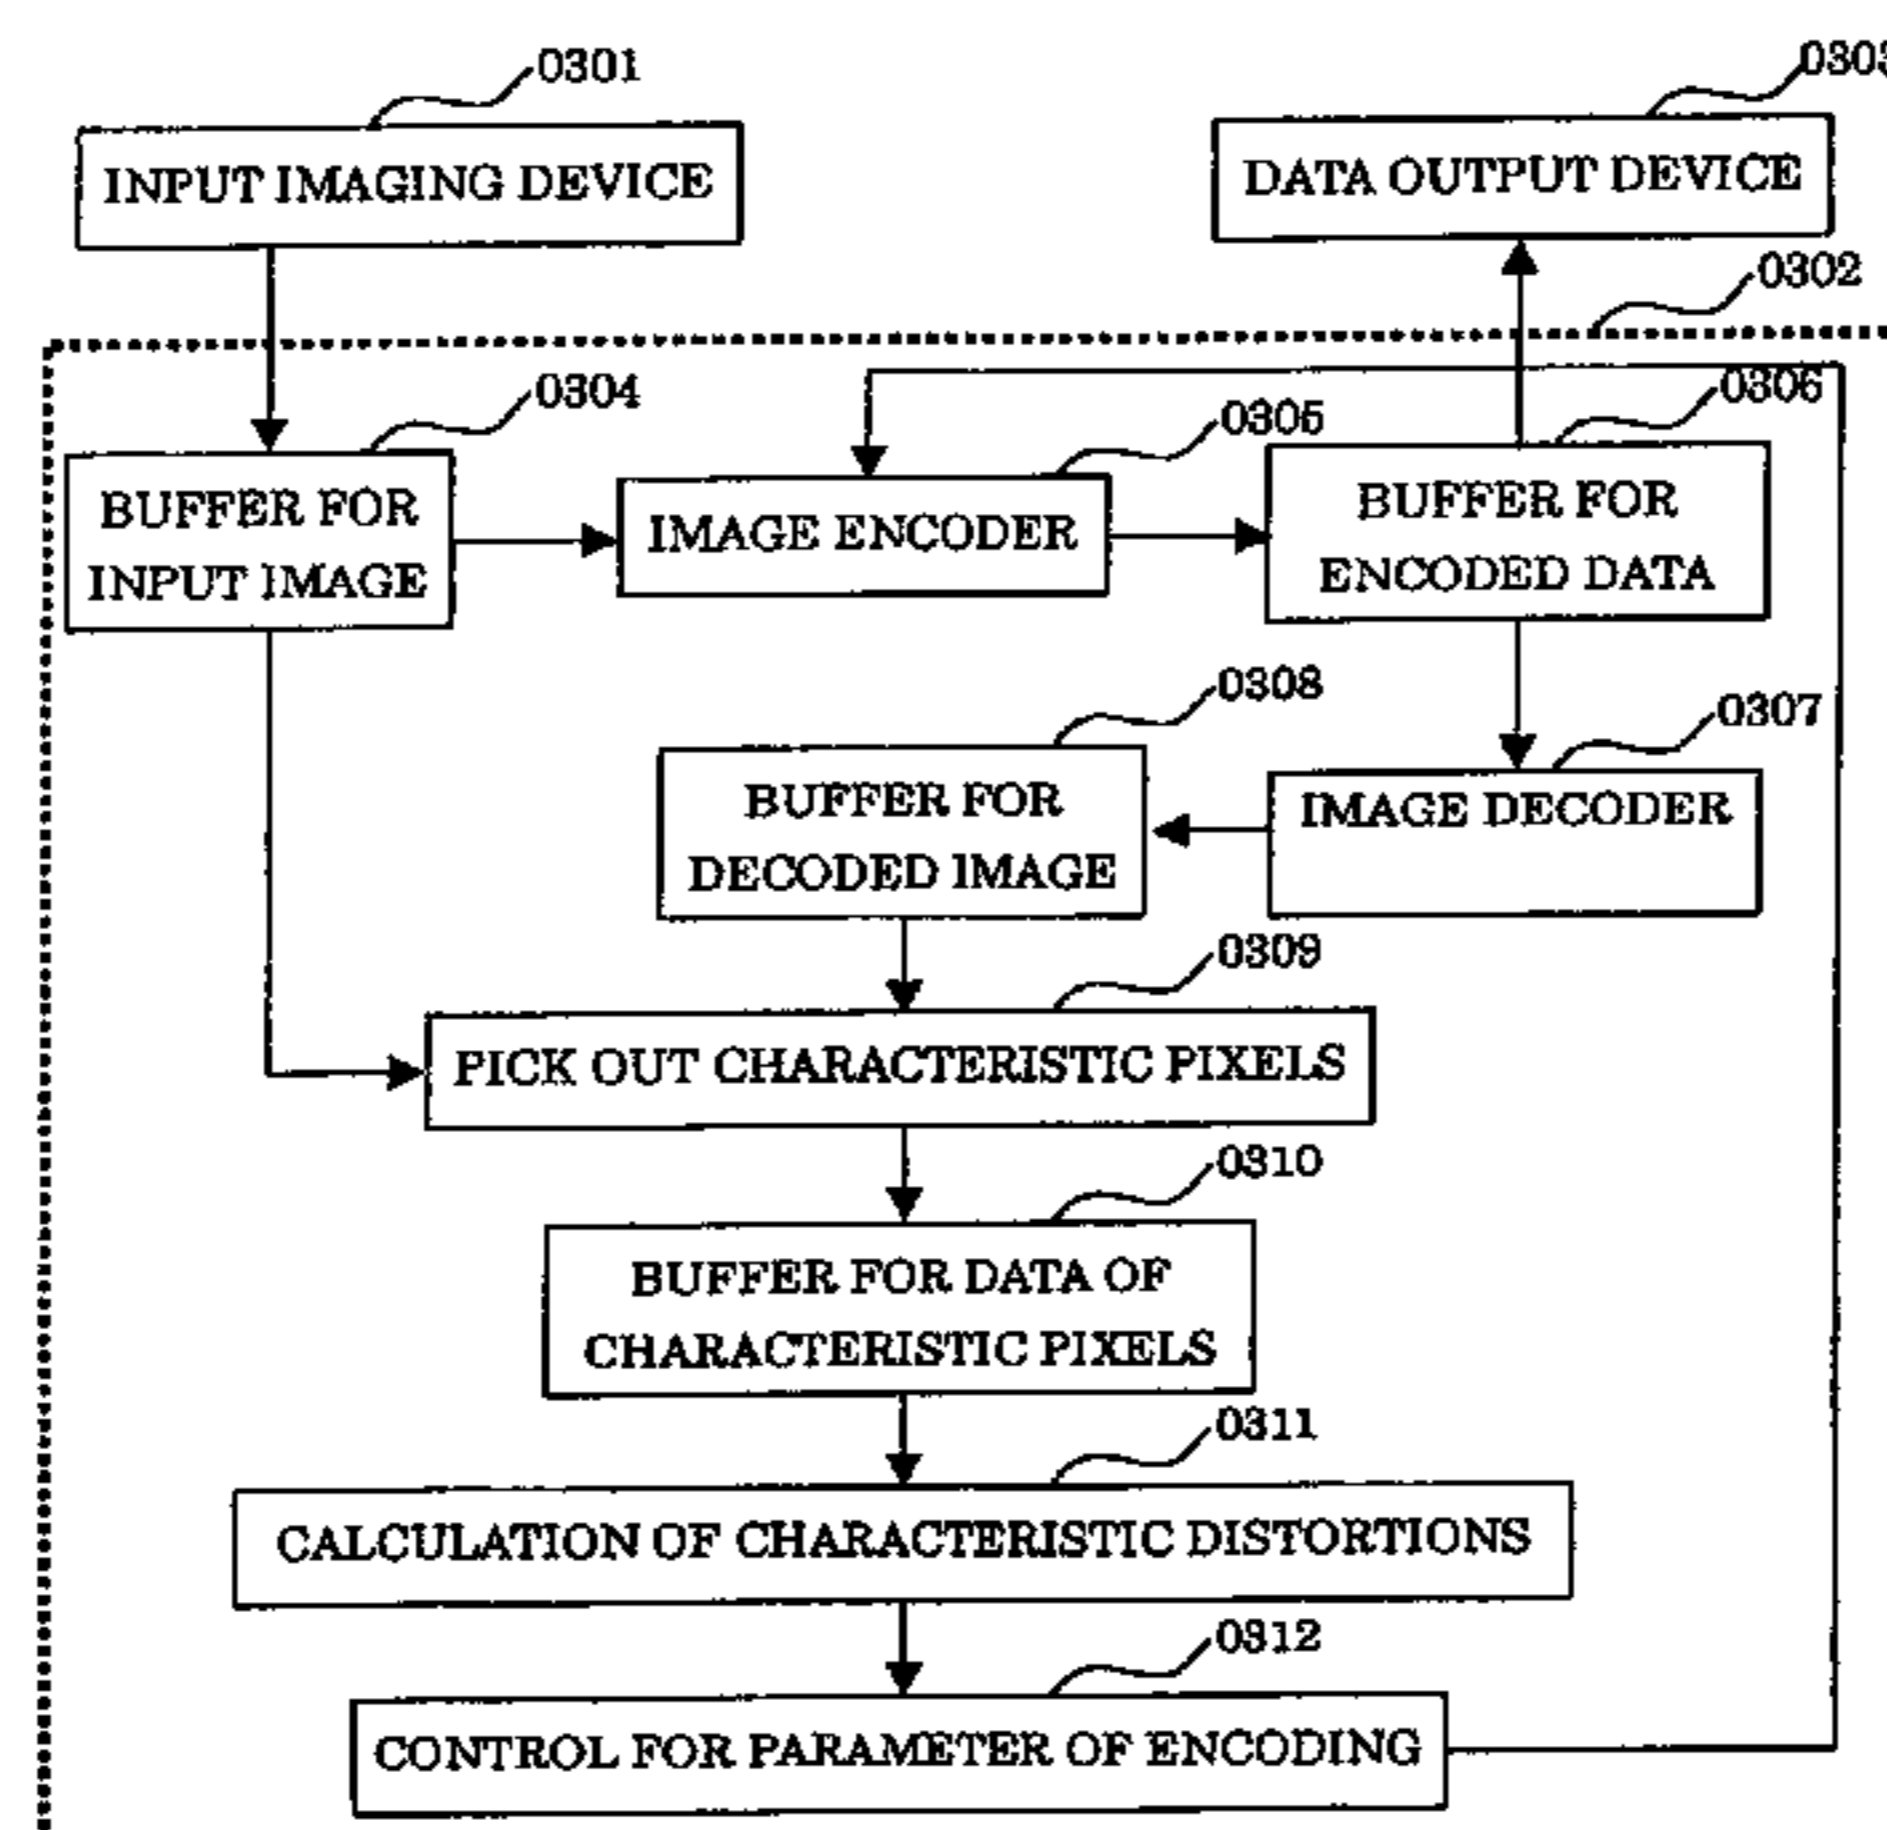 0301
INPUT IMAGING DEVICE
0303
DATA OUTPUT DEVICE
0302
0304
BUFFER FOR
INPUT IMAGE
0305
IMAGE ENCODER
0306
BUFFER FOR
ENCODED DATA
0308
BUFFER FOR
DECODED IMAGE
0307
IMAGE DECODER
0309
PICK OUT CHARACTERISTIC PIXELS
0310
BUFFER FOR DATA OF
CHARACTERISTIC PIXELS
0311
CALCULATION OF CHARACTERISTIC DISTORTIONS
0312
CONTROL FOR PARAMETER OF ENCODING